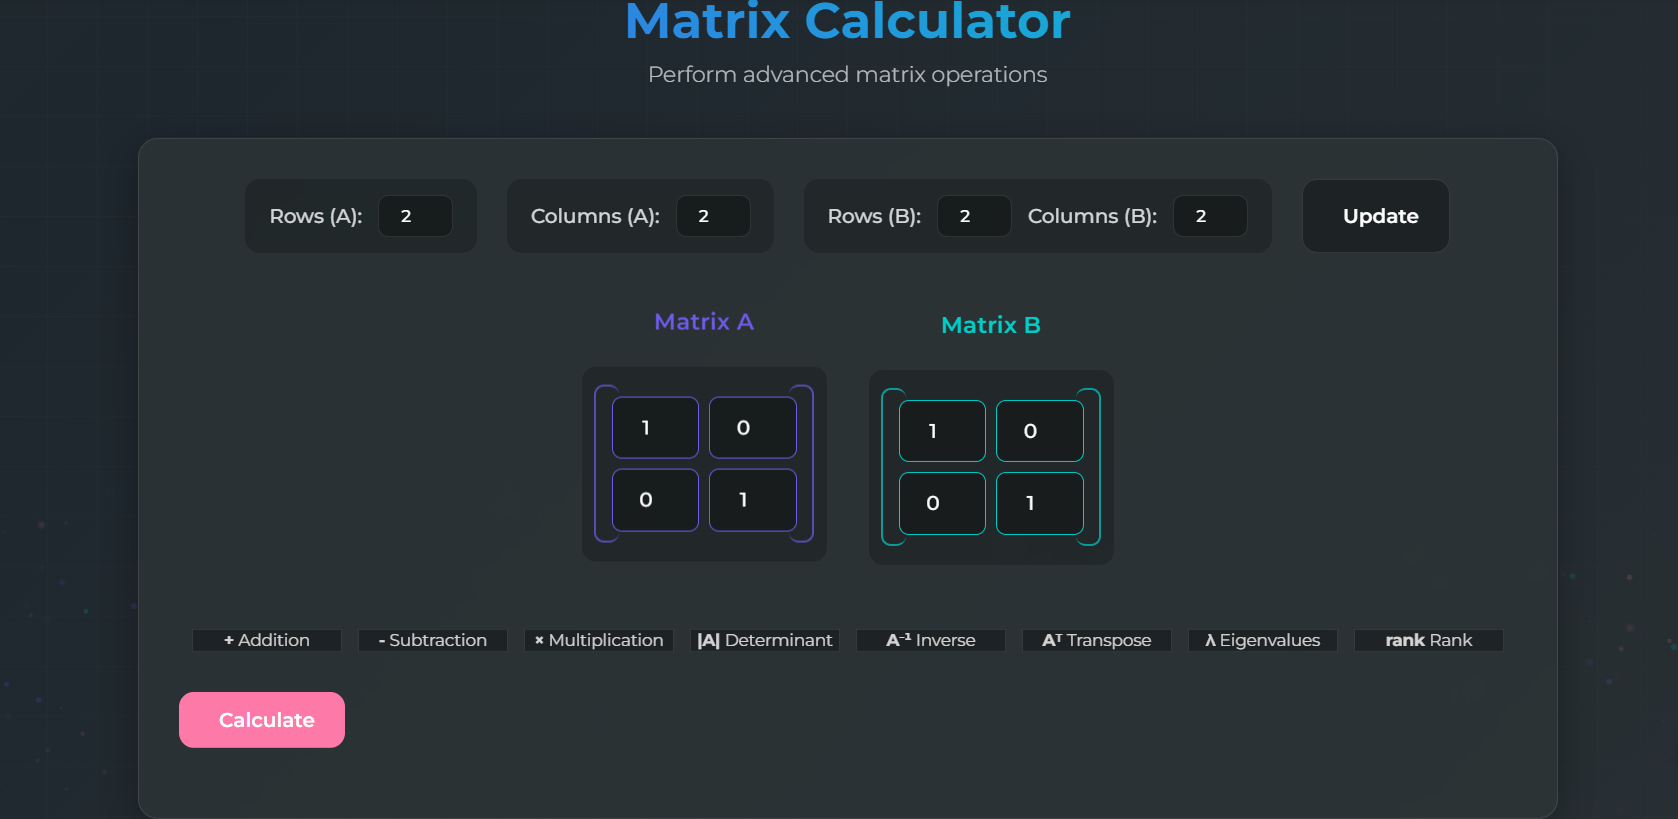 Matrix Calculator
Perform advanced matrix operations
Rows (A): 2 Columns (A): 2 Rows (B): 2 Columns (B): 2 Update
Matrix A Matrix B
1 0 1 0
0 1 0 1
+ Addition - Subtraction × Multiplication |A| Determinant A⁻¹ Inverse Aᵀ Transpose λ Eigenvalues rank Rank
Calculate